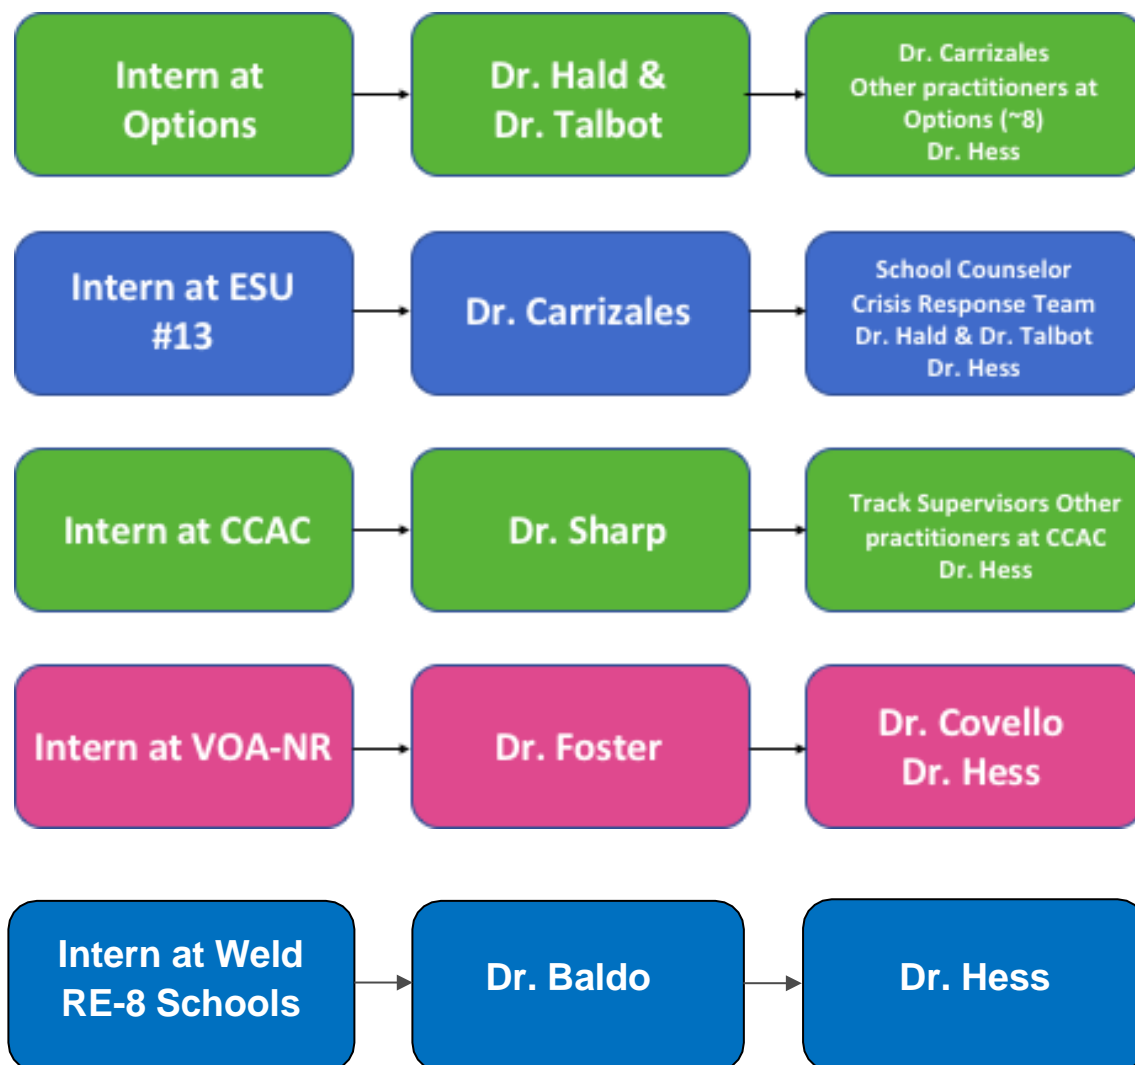 Intern at
Options
Dr. Hald &
Dr. Talbot
Dr. Carrizales
Other practitioners at
Options (~8)
Dr. Hess
Intern at ESU
#13
Dr. Carrizales
School Counselor
Crisis Response Team
Dr. Hald & Dr. Talbot
Dr. Hess
Intern at CCAC
Dr. Sharp
Track Supervisors Other
practitioners at CCAC
Dr. Hess
Intern at VOA-NR
Dr. Foster
Dr. Covello
Dr. Hess
Intern at Weld
RE-8 Schools
Dr. Baldo
Dr. Hess